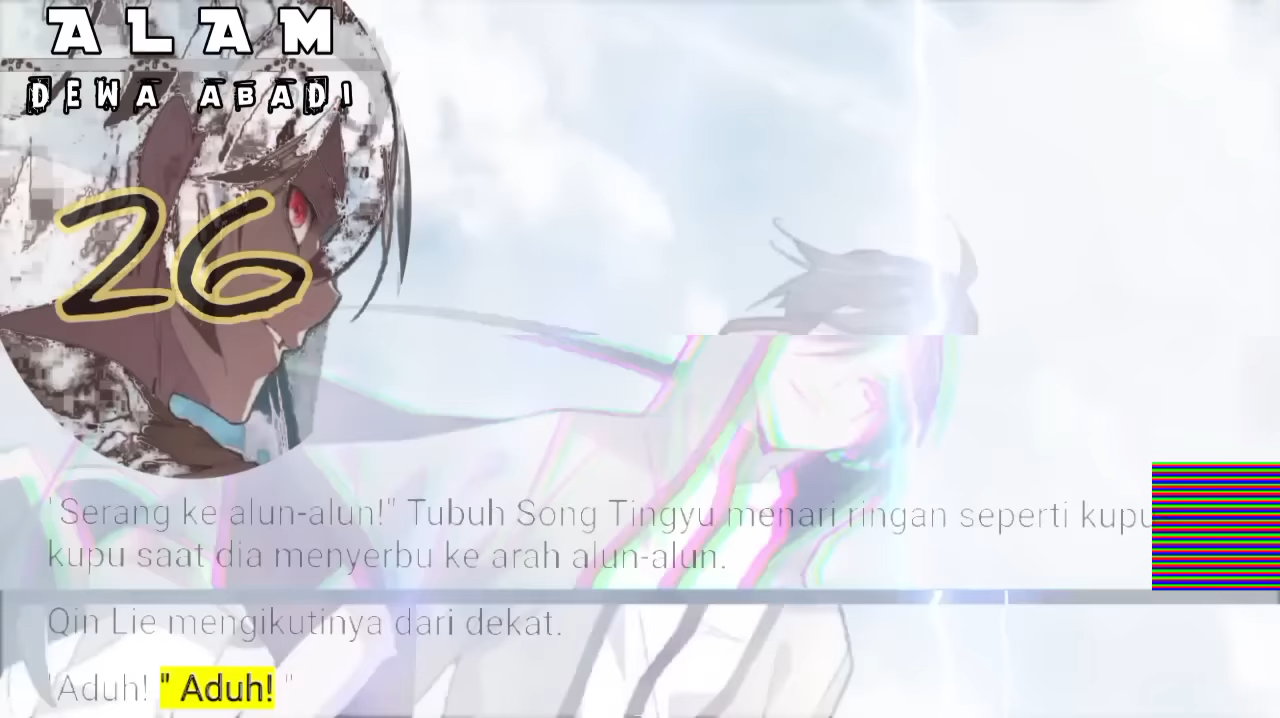 ALAM
DEWA ABADI
26
'Serang ke alun-alun!" Tubuh Song Tingyu menari ringan seperti kupu
kupu saat dia menyerbu ke arah alun-alun.
Qin Lie mengikutinya dari dekat.
'Aduh! " Aduh! "